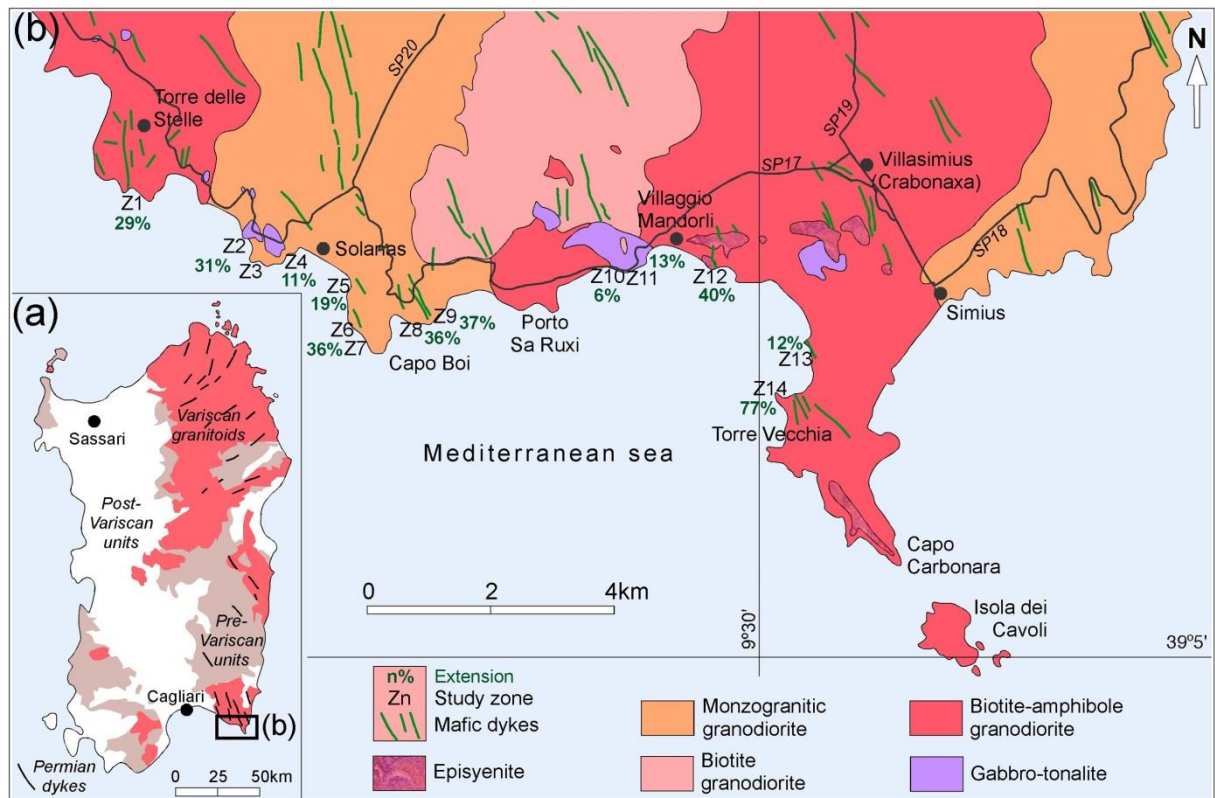 (b)
N
SP20
Torre delle
Stelle
SP19
SP17
Villasimius
(Crabonaxa)
Z1
29%
Villaggio
Mandorli
Z2
31%
Z3
Z4
11%
Solanas
SP18
Z5
19%
Z6
36%
Z7
Z8
36%
Z9
37%
Capo Boi
Porto
Sa Ruxi
Z10
6%
Z11
13%
Z12
40%
Simius
12%
Z13
Z14
77%
Torre Vecchia
Mediterranean sea
Capo
Carbonara
Isola dei
Cavoli
0 2 4km
9º30'
39º5'
(a)
Variscan
granitoids
Sassari
Post-
Variscan
units
Pre-
Variscan
units
Cagliari
(b)
Permian
dykes
0 25 50km
n% Extension
Zn Study zone
Mafic dykes
Episyenite
Monzogranitic
granodiorite
Biotite
granodiorite
Biotite-amphibole
granodiorite
Gabbro-tonalite